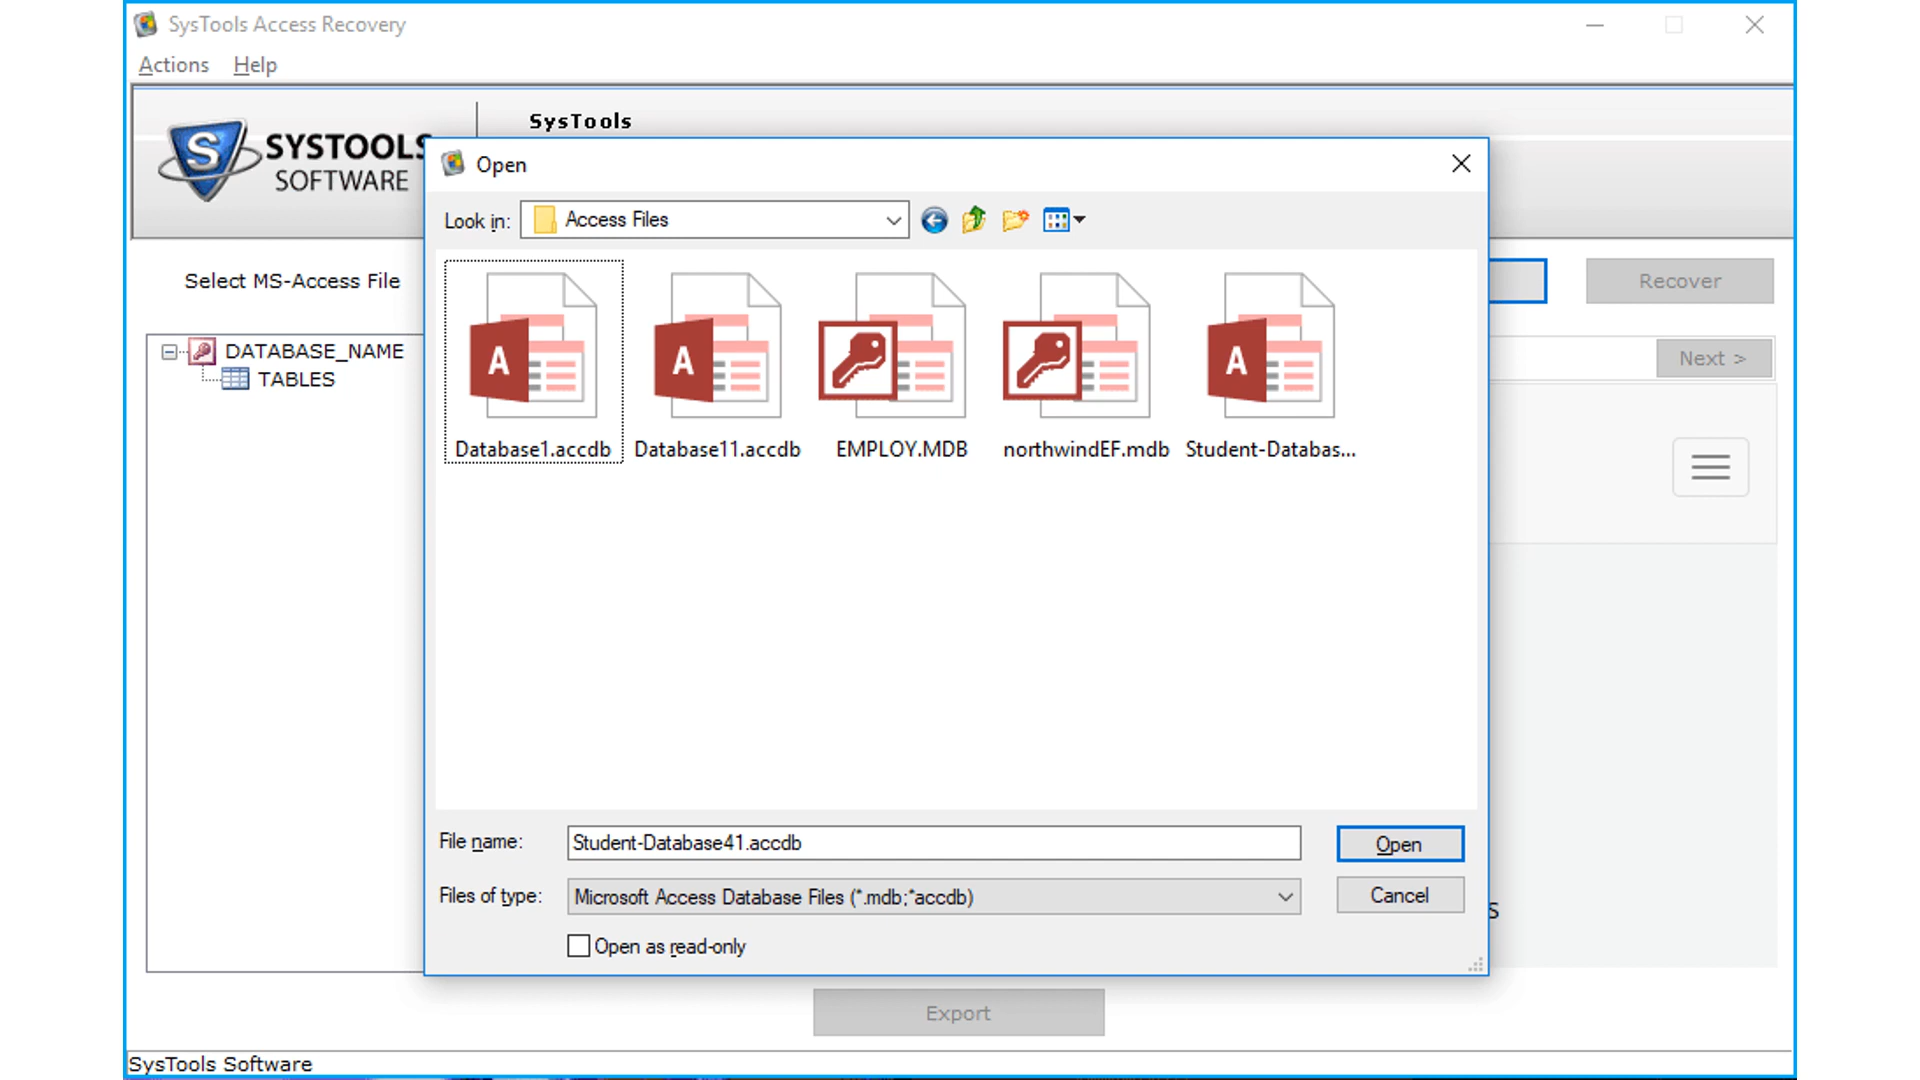 SysTools Access Recovery
Actions Help
SYSTOOLS
SOFTWARE
SysTools
Open
Look in: Access Files
Select MS-Access File
Recover
DATABASE_NAME
TABLES
Next >
A
A
A
Database1.accdb Database11.accdb EMPLOY.MDB northwindEF.mdb Student-Databas...
File name: Student-Database41.accdb Open
Files of type: Microsoft Access Database Files (*.mdb;*accdb) Cancel
Open as read-only
Export
SysTools Software